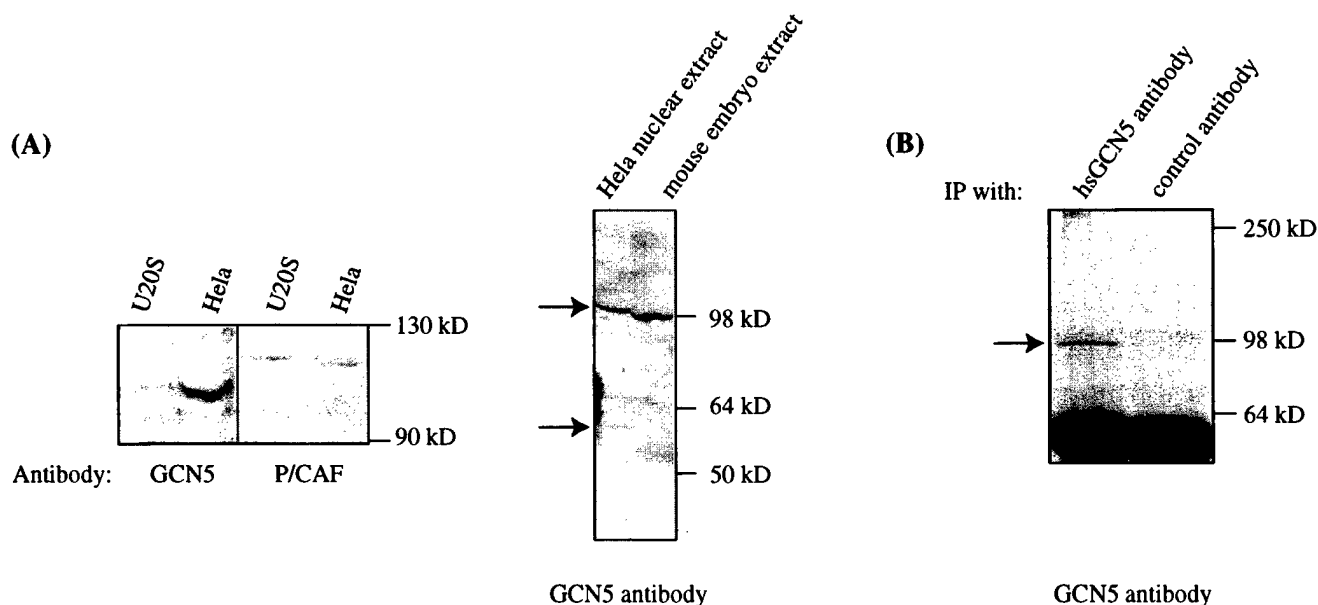 (A)
U20S
Hela
U20S
Hela
130 kD
90 kD
Antibody:
GCN5
P/CAF
Hela nuclear extract
mouse embryo extract
98 kD
64 kD
50 kD
GCN5 antibody
(B)
IP with:
hsGCN5 antibody
control antibody
250 kD
98 kD
64 kD
GCN5 antibody